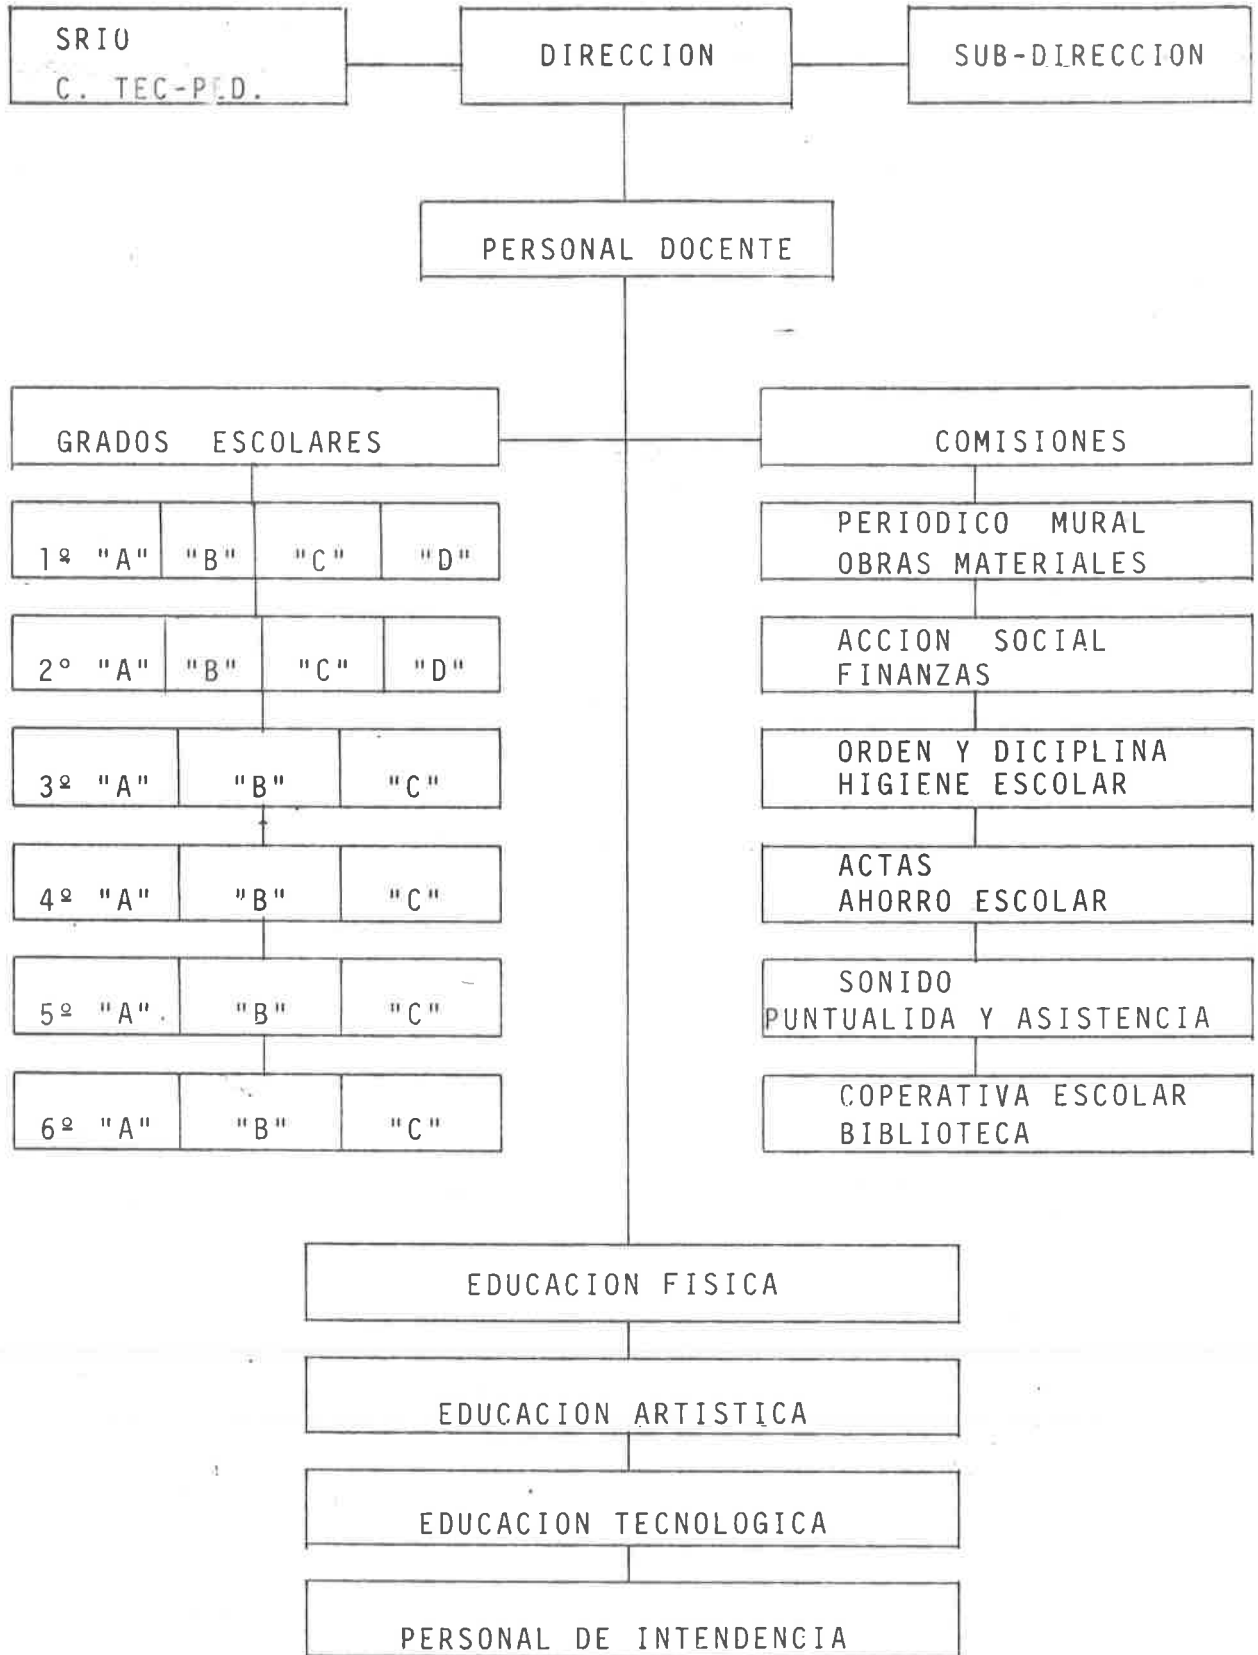 SRIO
C. TEC-PED.
DIRECCION
SUB-DIRECCION
PERSONAL DOCENTE
GRADOS ESCOLARES
1º "A" "B" "C" "D"
2° "A" "B" "C" "D"
3º "A" "B" "C"
4º "A" "B" "C"
5º "A" "B" "C"
6º "A" "B" "C"
COMISIONES
PERIODICO MURAL
OBRAS MATERIALES
ACCION SOCIAL
FINANZAS
ORDEN Y DICIPLINA
HIGIENE ESCOLAR
ACTAS
AHORRO ESCOLAR
SONIDO
PUNTUALIDA Y ASISTENCIA
COPERATIVA ESCOLAR
BIBLIOTECA
EDUCACION FISICA
EDUCACION ARTISTICA
EDUCACION TECNOLOGICA
PERSONAL DE INTENDENCIA